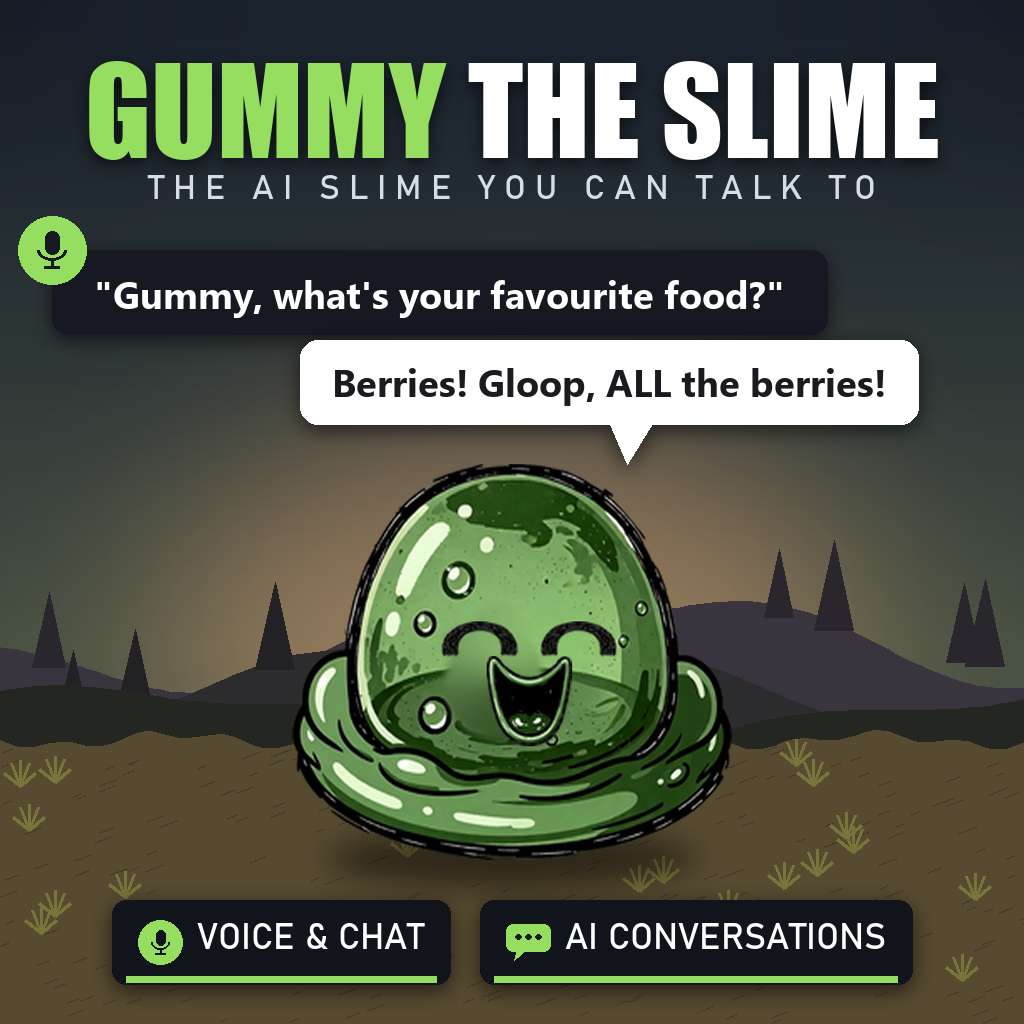 GUMMY THE SLIME
THE AI SLIME YOU CAN TALK TO
"Gummy, what's your favourite food?"
Berries! Gloop, ALL the berries!
VOICE & CHAT
AI CONVERSATIONS